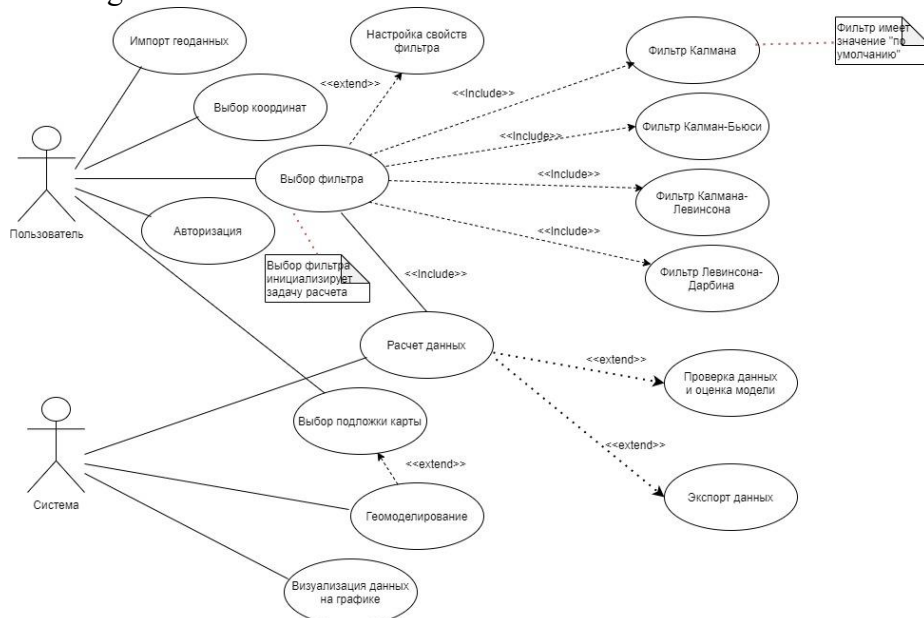 Импорт геоданных
Настройка свойств
фильтра
Фильтр Калмана
Фильтр имеет
значение "по
умолчанию"
<<extend>>
<<Include>>
Выбор координат
Фильтр Калман-Бьюси
<<Include>>
Выбор фильтра
<<Include>>
Фильтр Калмана-
Левинсона
Пользователь
Авторизация
<<Include>>
Выбор фильтра
инициализирует
задачу расчета
<<Include>>
Фильтр Левинсона-
Дарбина
Расчет данных
<<extend>>
Проверка данных
и оценка модели
Выбор подложки карты
<<extend>>
<<extend>>
Экспорт данных
Система
Геомоделирование
Визуализация данных
на графике